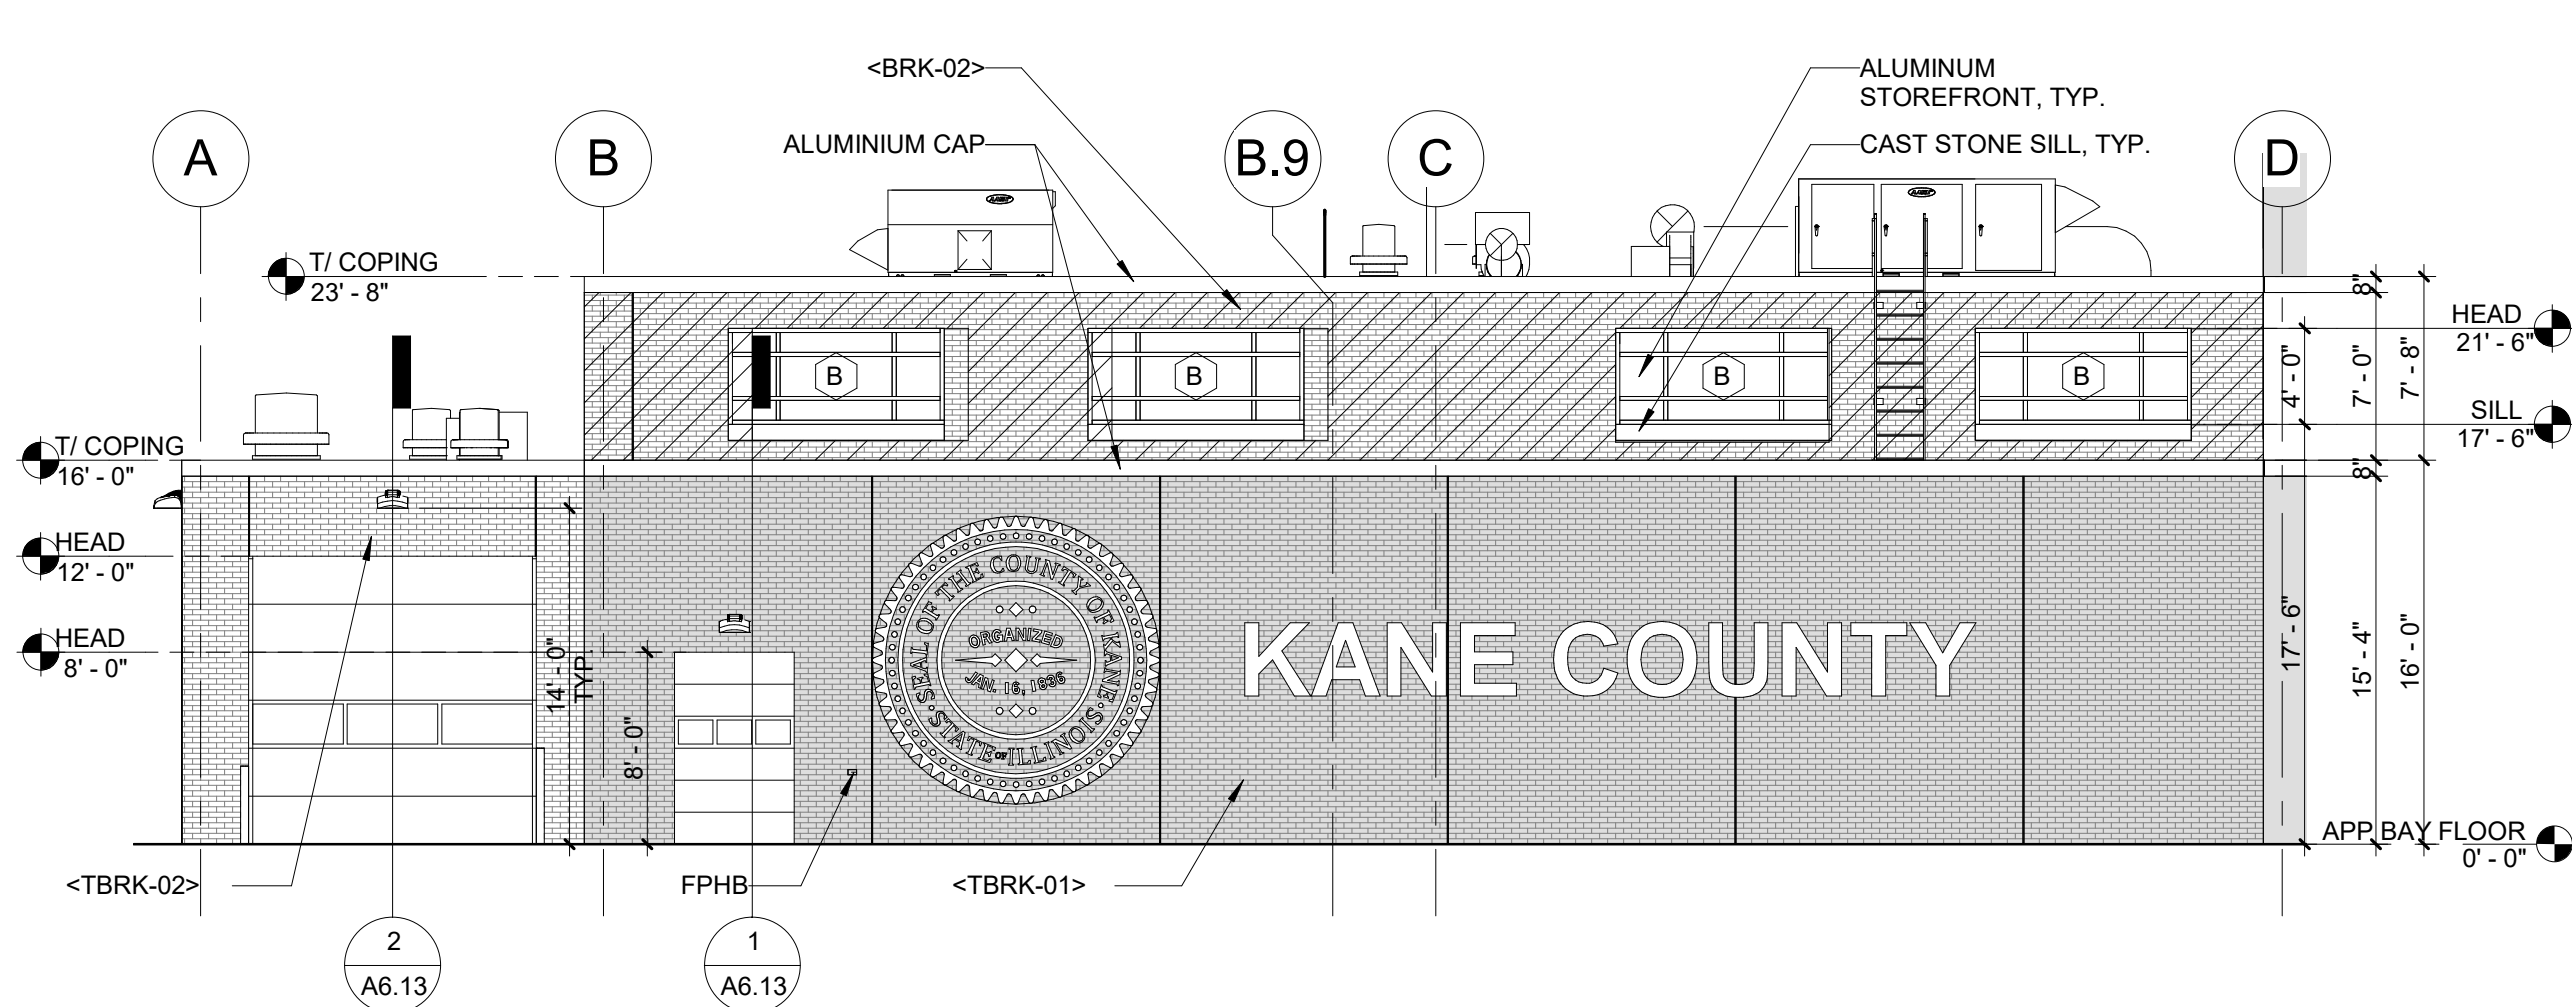 <BRK-02>
ALUMINIUM CAP
ALUMINUM
STOREFRONT, TYP.
CAST STONE SILL, TYP.
A
B
B.9
C
D
T/ COPING
23' - 8"
T/ COPING
16' - 0"
HEAD
12' - 0"
HEAD
8' - 0"
B
B
B
B
HEAD
21' - 6"
SILL
17' - 6"
8"
4' - 0"
7' - 0"
7' - 8"
8"
17' - 6"
15' - 4"
16' - 0"
14' - 0"
TYP.
8' - 0"
SEAL OF THE COUNTY OF KANE
STATE OF ILLINOIS
ORGANIZED
JAN. 16, 1836
KANE COUNTY
APP BAY FLOOR
0' - 0"
<TBRK-02>
FPHB
<TBRK-01>
2
A6.13
1
A6.13